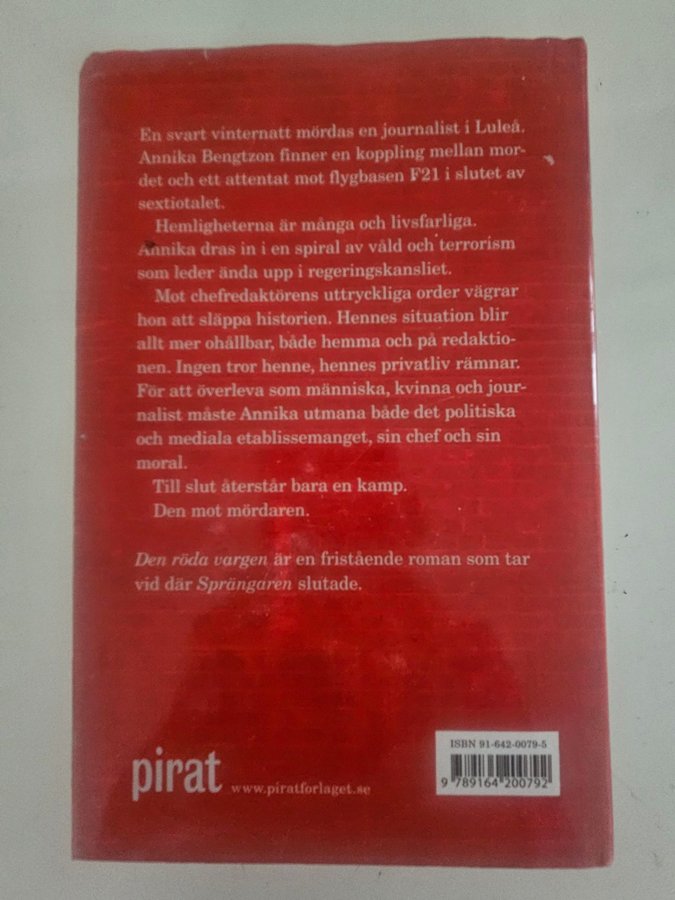 En svart vinternatt mördas en journalist i Luleå.
Annika Bengtzon finner en koppling mellan mor-
det och ett attentat mot flygbasen F21 i slutet av
sextiotalet.
Hemligheterna är många och livsfarliga.
Annika dras in i en spiral av våld och terrorism
som leder ända upp i regeringskansliet.
Mot chefredaktörens uttryckliga order vägrar
hon att släppa historien. Hennes situation blir
allt mer ohållbar, både hemma och på redaktio-
nen. Ingen tror henne, hennes privatliv rämnar.
För att överleva som människa, kvinna och jour-
nalist måste Annika utmana både det politiska
och mediala etablissemanget, sin chef och sin
moral.
Till slut återstår bara en kamp.
Den mot mördaren.
Den röda vargen är en fristående roman som tar
vid där Sprängaren slutade.
ISBN 91-642-0079-5
9 789164 200792
pirat www.piratforlaget.se